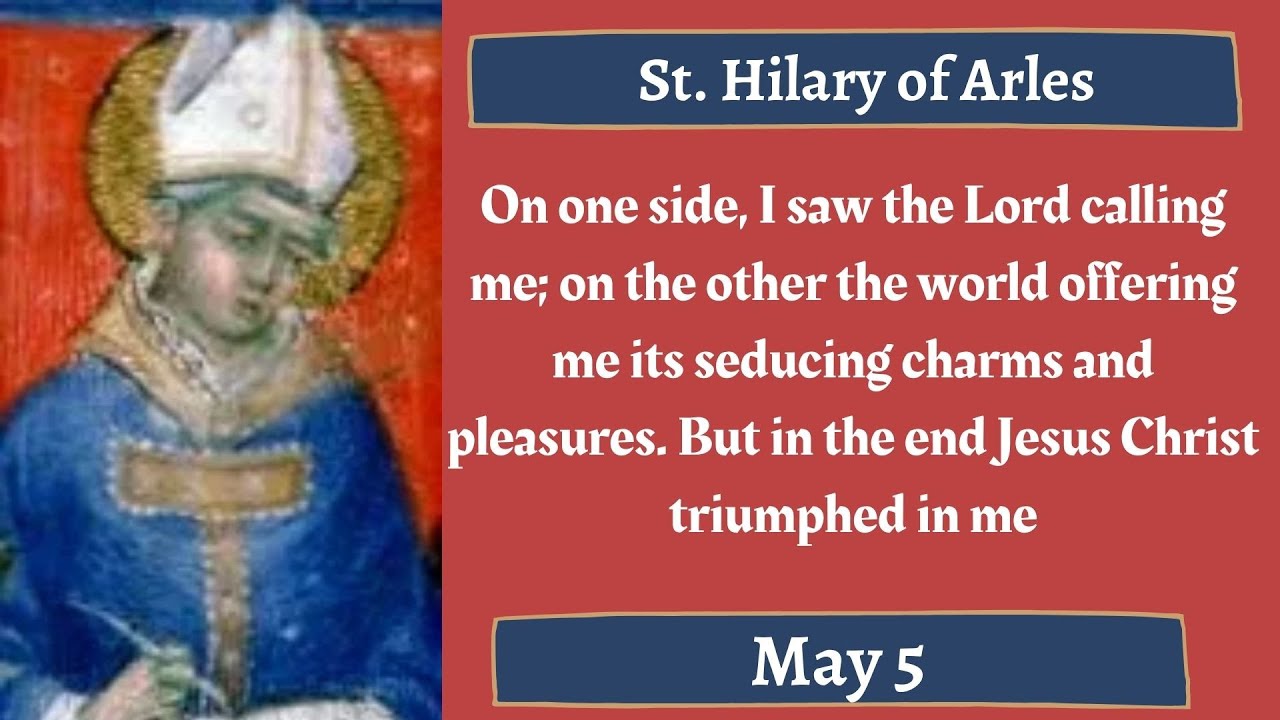 St. Hilary of Arles
On one side, I saw the Lord calling
me; on the other the world offering
me its seducing charms and
pleasures. But in the end Jesus Christ
triumphed in me
May 5